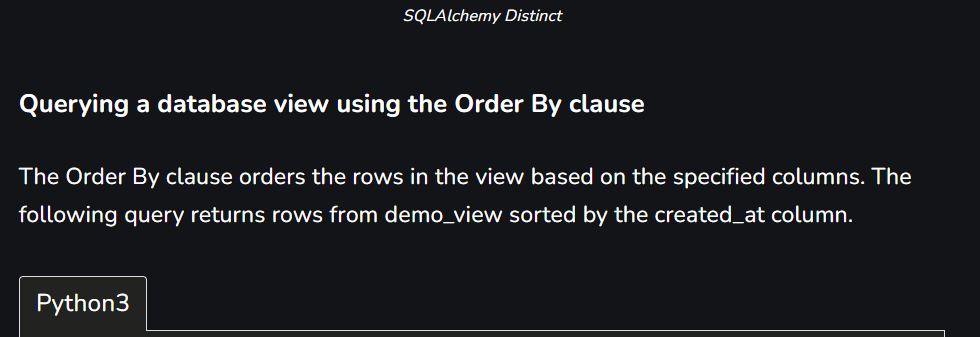 SQLAlchemy Distinct
Querying a database view using the Order By clause
The Order By clause orders the rows in the view based on the specified columns. The
following query returns rows from demo_view sorted by the created_at column.
Python3